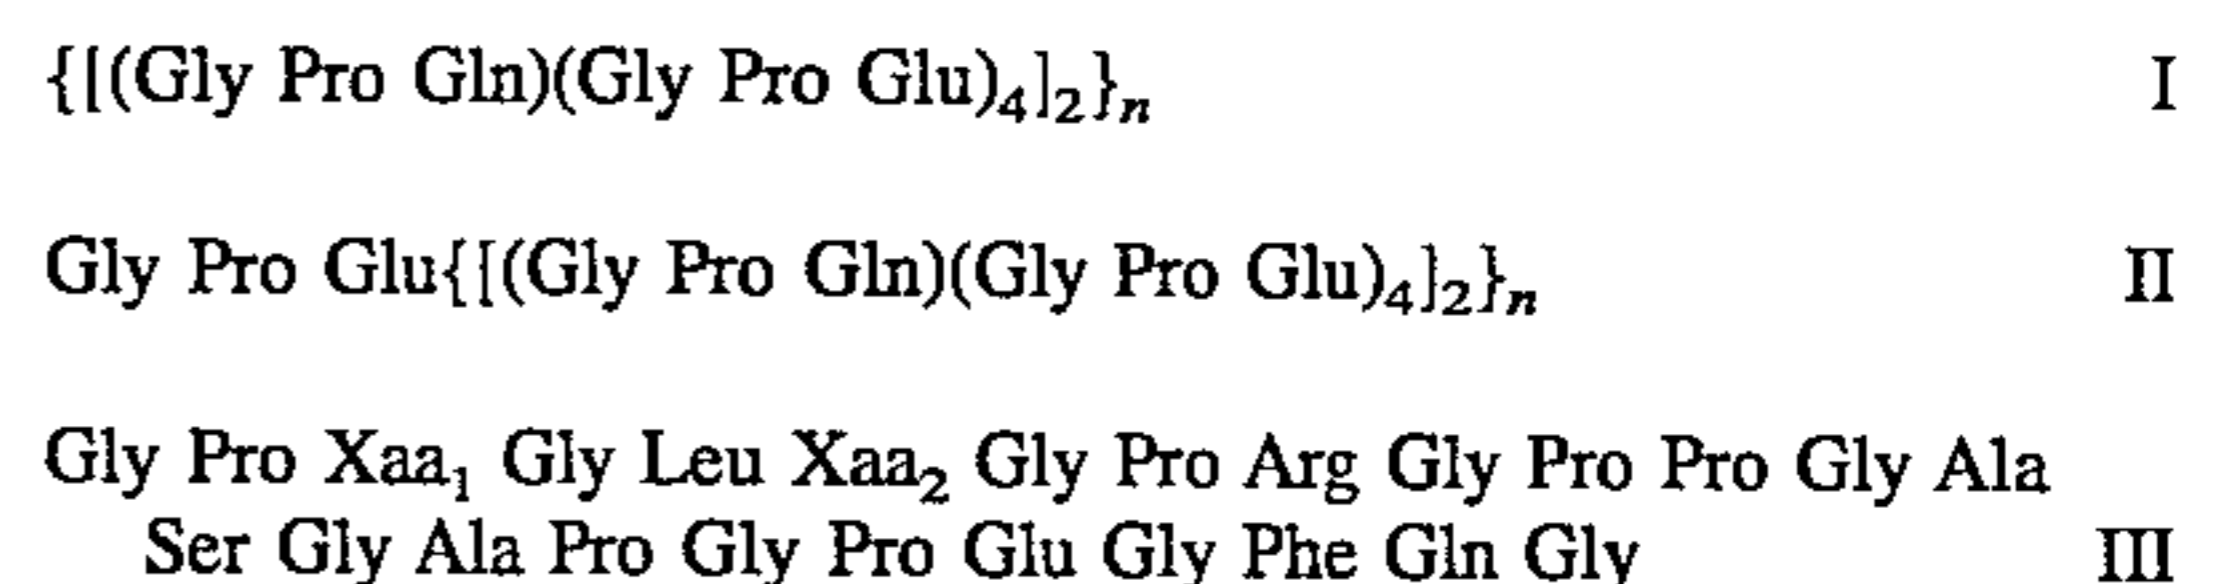 {[(Gly Pro Gln)(Gly Pro Glu)₄]₂}ₙ I
Gly Pro Glu{[(Gly Pro Gln)(Gly Pro Glu)₄]₂}ₙ II
Gly Pro Xaa₁ Gly Leu Xaa₂ Gly Pro Arg Gly Pro Pro Gly Ala
Ser Gly Ala Pro Gly Pro Glu Gly Phe Gln Gly III